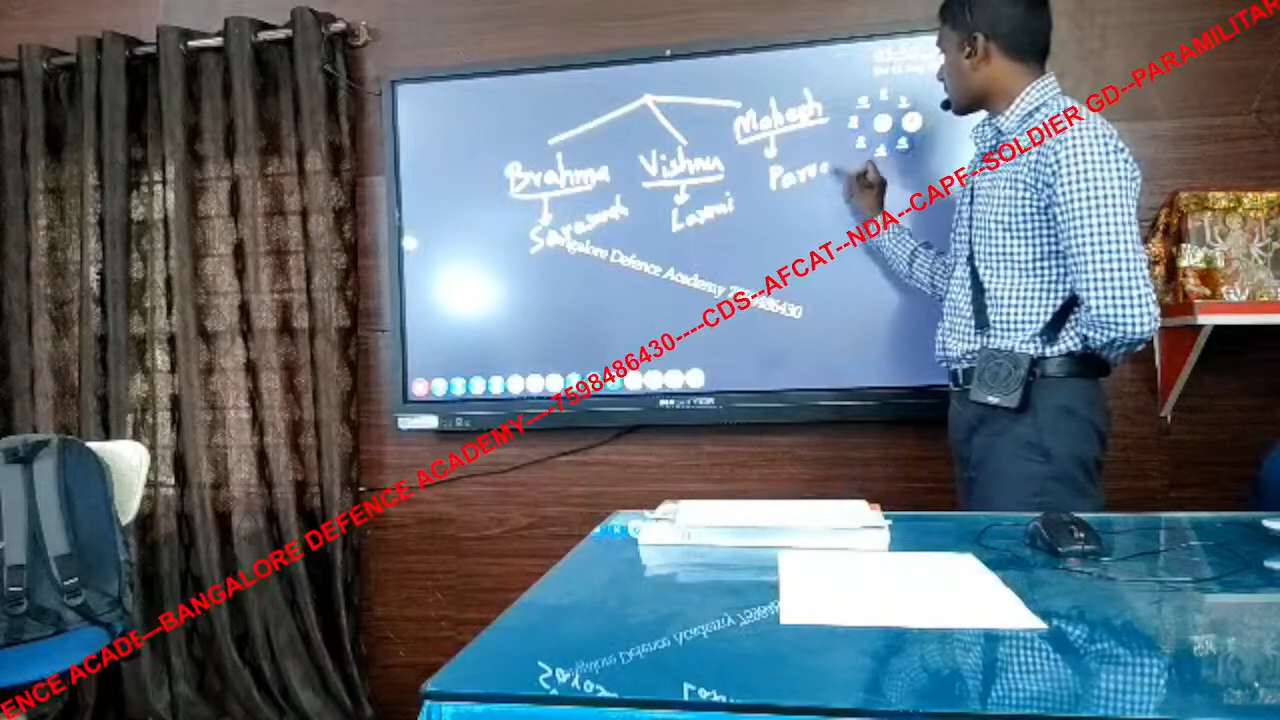 Mahesh
Brahma
Vishnu
Parva
Saraswati
Laxmi
Bangalore Defence Academy 7598486430
ENCE ACADE---BANGALORE DEFENCE ACADEMY----7598486430----CDS--AFCAT--NDA--CAPF--SOLDIER GD--PARAMILITAR